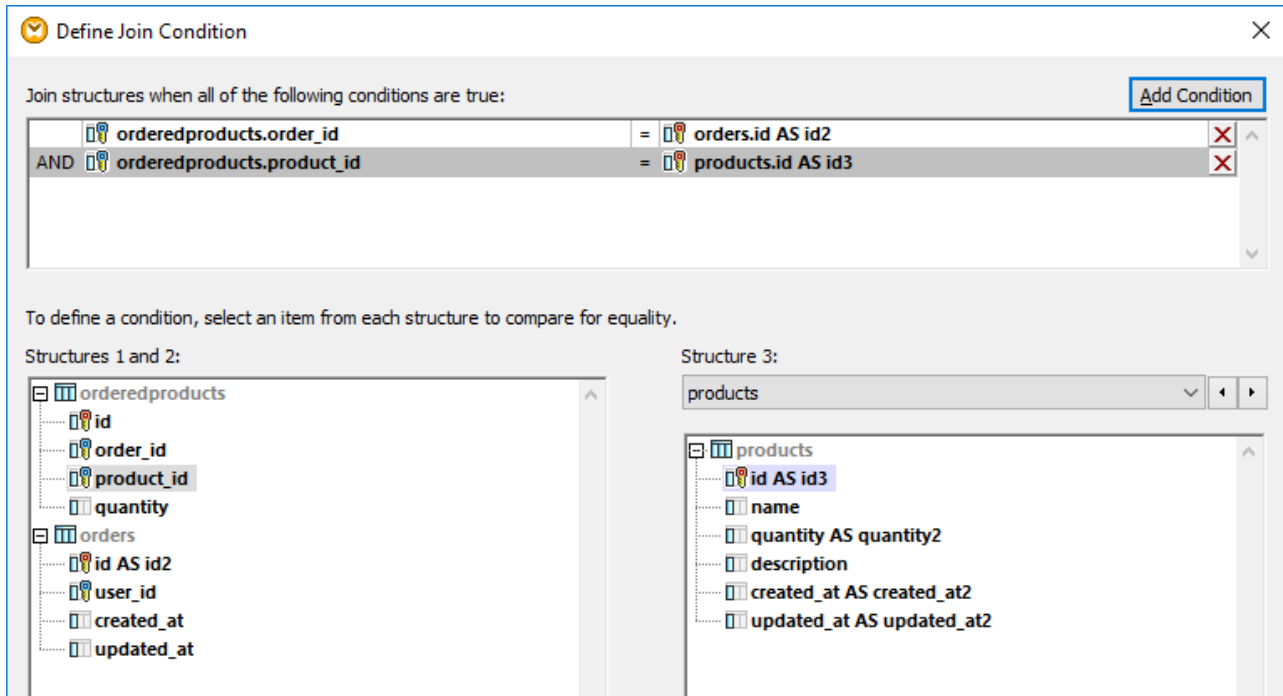 Define Join Condition
Join structures when all of the following conditions are true:
Add Condition
orderedproducts.order_id = orders.id AS id2
AND orderedproducts.product_id = products.id AS id3
To define a condition, select an item from each structure to compare for equality.
Structures 1 and 2:
orderedproducts
id
order_id
product_id
quantity
orders
id AS id2
user_id
created_at
updated_at
Structure 3:
products
products
id AS id3
name
quantity AS quantity2
description
created_at AS created_at2
updated_at AS updated_at2